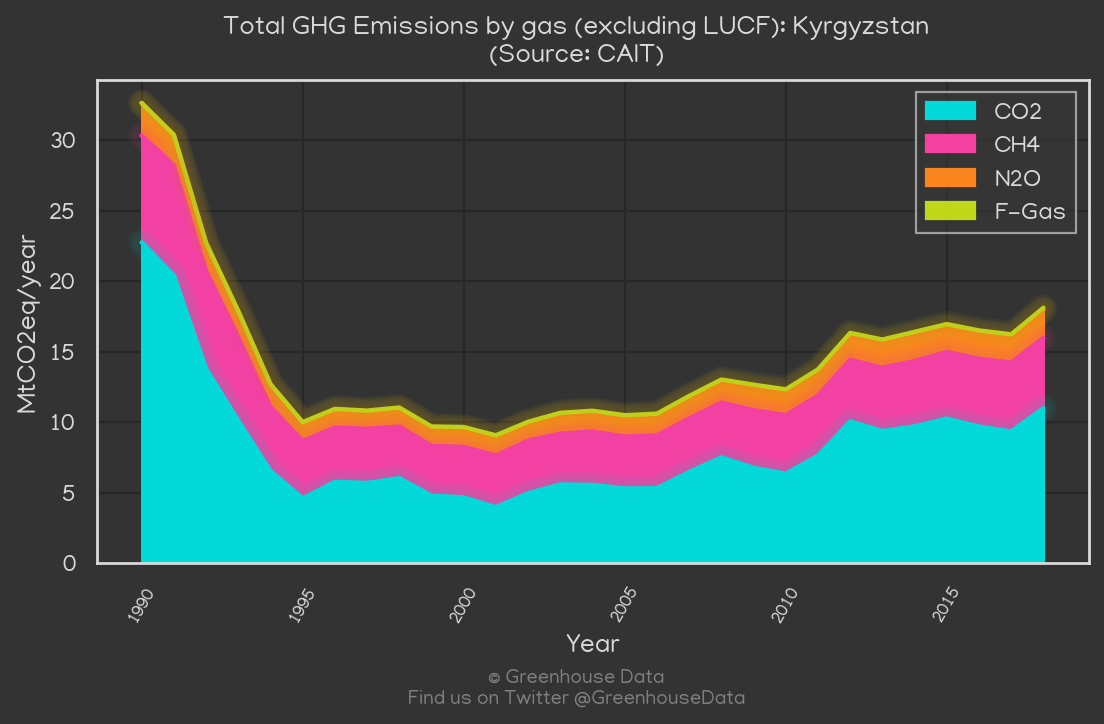 Total GHG Emissions by gas (excluding LUCF): Kyrgyzstan
(Source: CAIT)
CO2
CH4
N2O
F-Gas
MtCO2eq/year
30
25
20
15
10
5
0
1990
1995
2000
2005
2010
2015
Year
© Greenhouse Data
Find us on Twitter @GreenhouseData